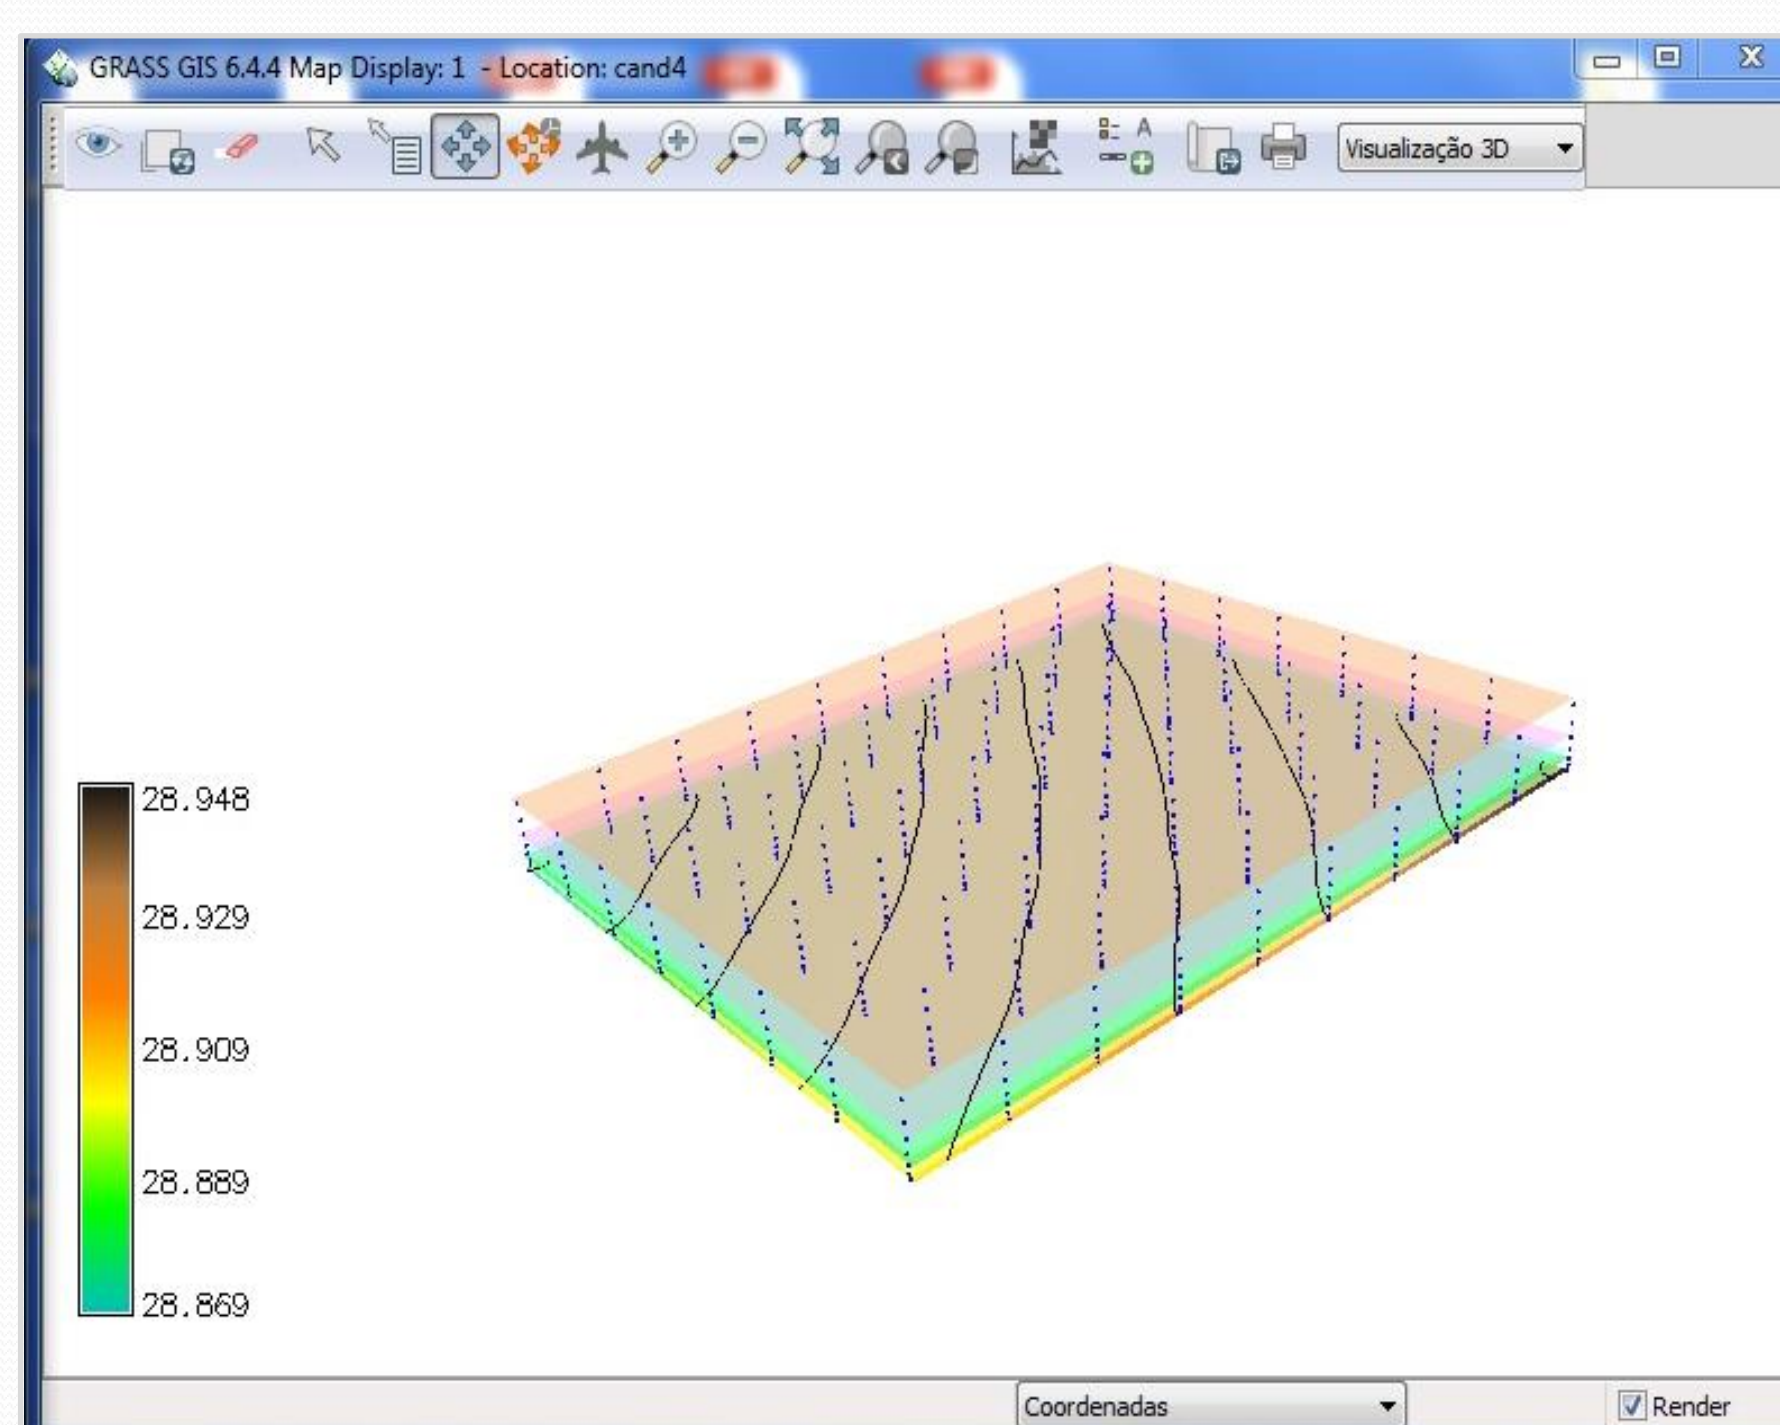 GRASS GIS 6.4.4 Map Display: 1 - Location: cand4
Visualização 3D
28.948
28.929
28.909
28.889
28.869
Coordenadas
Render